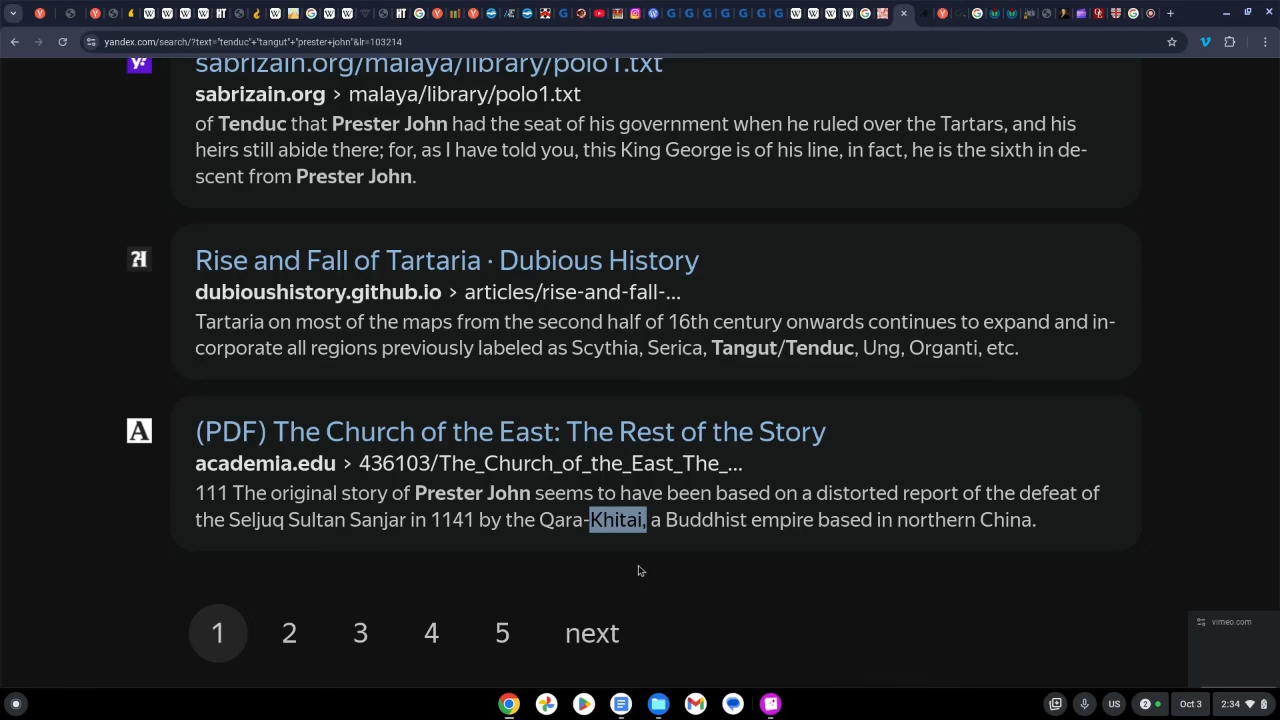 yandex.com/search/?text="tenduc"+"tangut"+"prester+john"&lr=103214
sabrizain.org/malaya/library/polo1.txt
sabrizain.org > malaya/library/polo1.txt
of Tenduc that Prester John had the seat of his government when he ruled over the Tartars, and his
heirs still abide there; for, as I have told you, this King George is of his line, in fact, he is the sixth in de-
scent from Prester John.
Rise and Fall of Tartaria · Dubious History
dubioushistory.github.io > articles/rise-and-fall-...
Tartaria on most of the maps from the second half of 16th century onwards continues to expand and in-
corporate all regions previously labeled as Scythia, Serica, Tangut/Tenduc, Ung, Organti, etc.
(PDF) The Church of the East: The Rest of the Story
academia.edu > 436103/The_Church_of_the_East_The_...
111 The original story of Prester John seems to have been based on a distorted report of the defeat of
the Seljuq Sultan Sanjar in 1141 by the Qara-Khitai, a Buddhist empire based in northern China.
1 2 3 4 5 next
vimeo.com
US 2 Oct 3 2:34